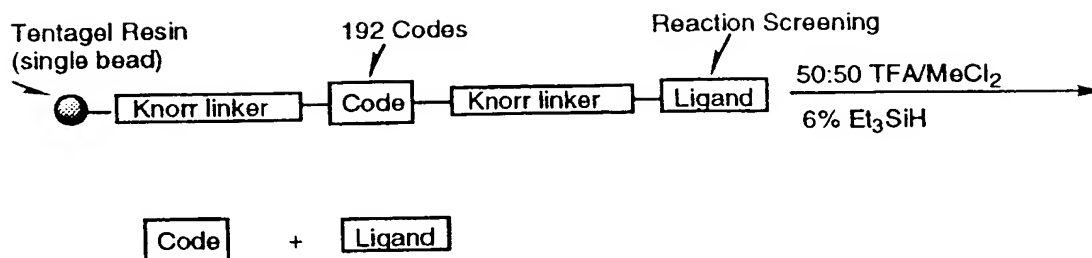 Tentagel Resin
(single bead)
192 Codes
Reaction Screening
Knorr linker
Code
Knorr linker
Ligand
50:50 TFA/MeCl2
6% Et3SiH
Code + Ligand